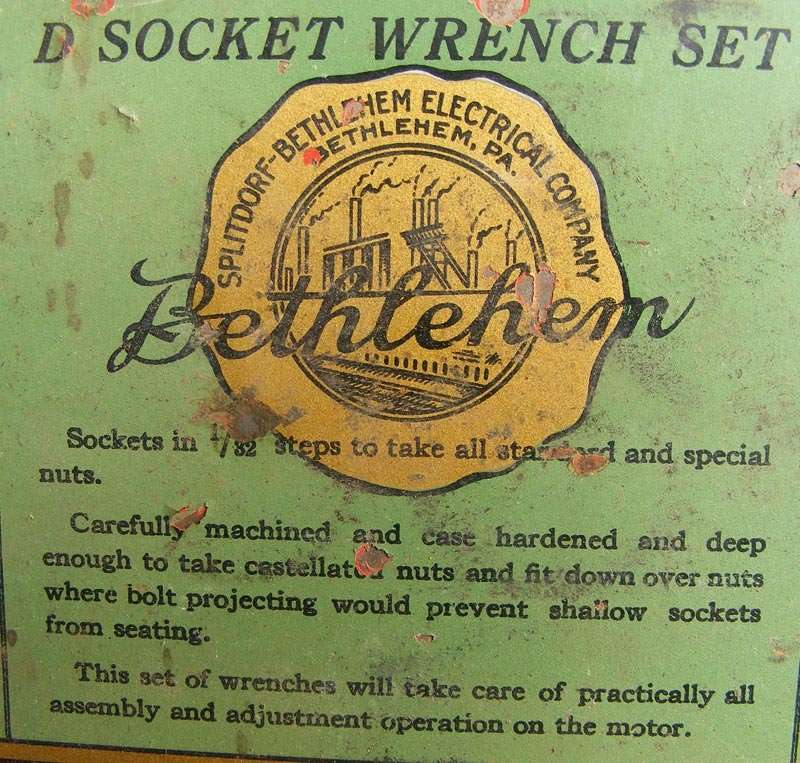 D SOCKET WRENCH SET
SPLITDORF-BETHLEHEM ELECTRICAL COMPANY
BETHLEHEM, PA.
Bethlehem
Sockets in 1/32 steps to take all standard and special
nuts.
Carefully machined and case hardened and deep
enough to take castellated nuts and fit down over nuts
where bolt projecting would prevent shallow sockets
from seating.
This set of wrenches will take care of practically all
assembly and adjustment operation on the motor.